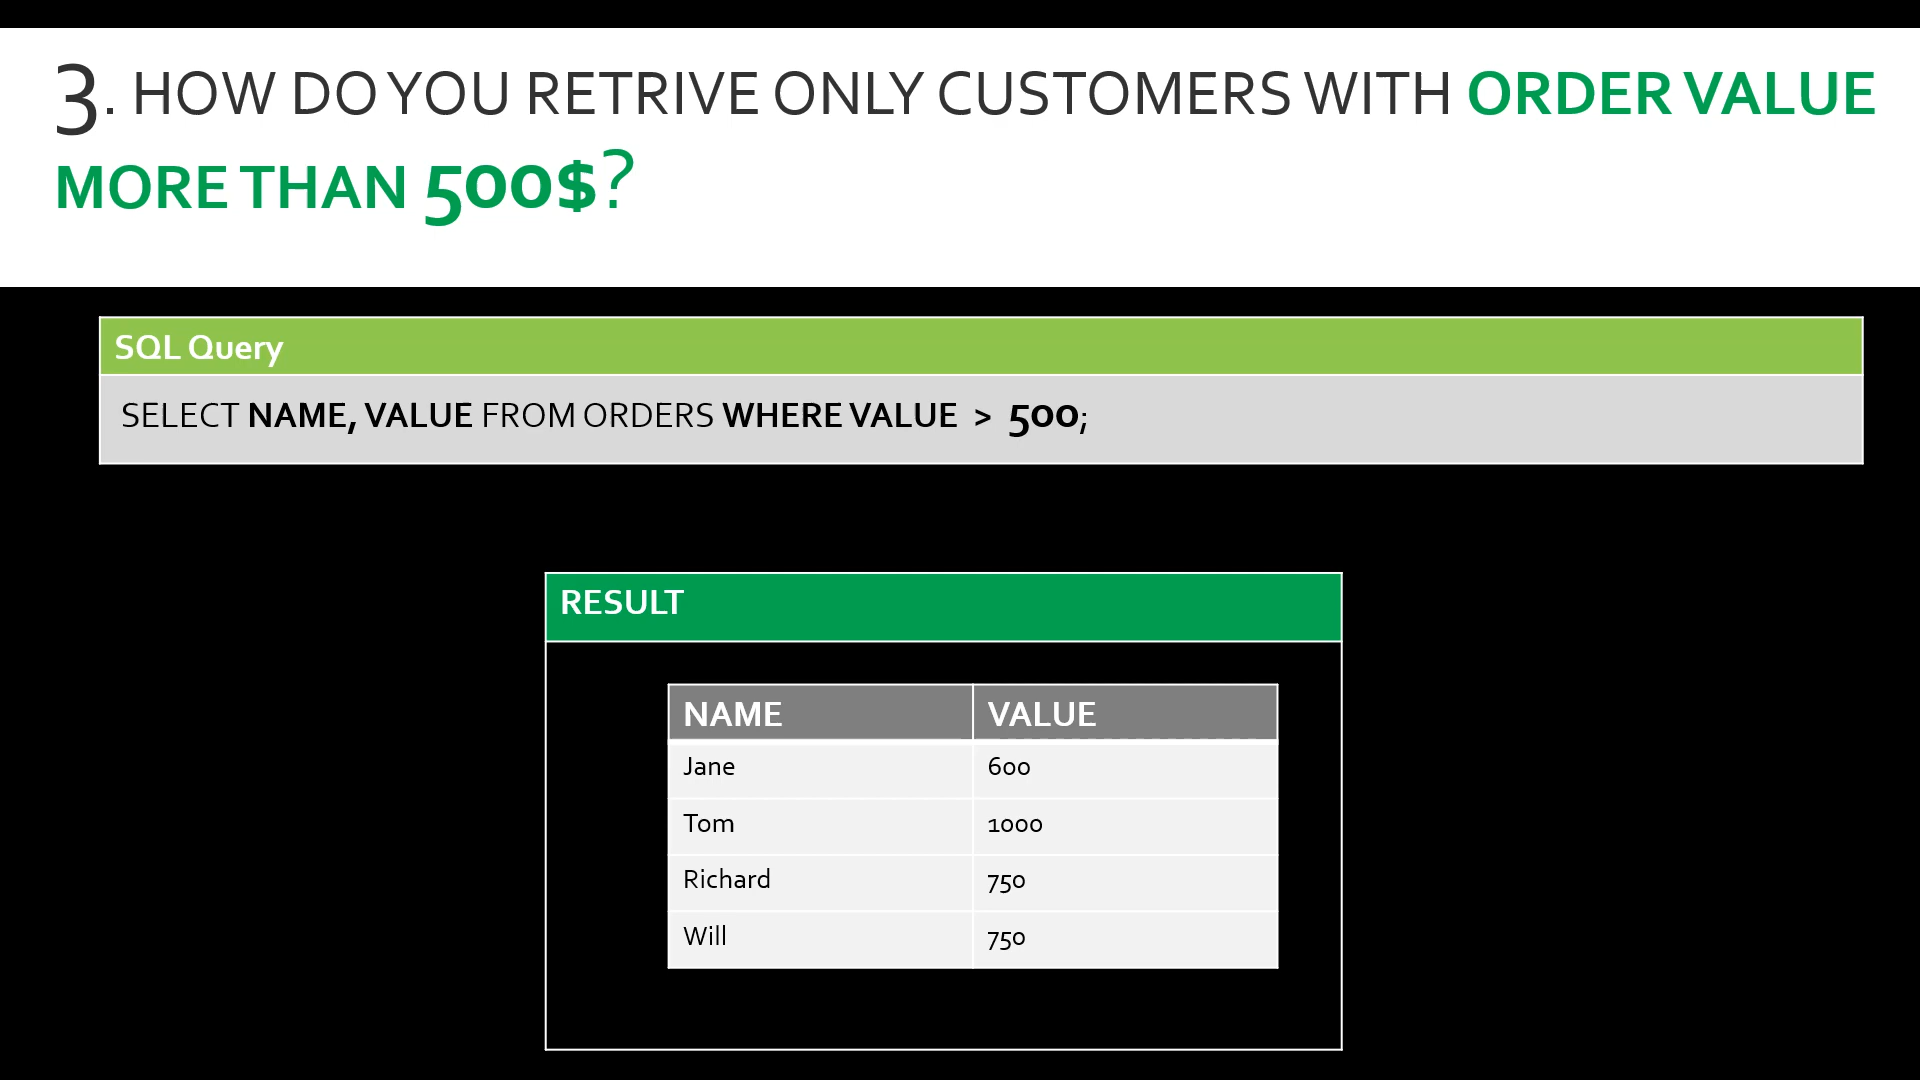 3. HOW DO YOU RETRIVE ONLY CUSTOMERS WITH ORDER VALUE
MORE THAN 500$?
SQL Query
SELECT NAME, VALUE FROM ORDERS WHERE VALUE > 500;
RESULT
NAME VALUE
Jane 600
Tom 1000
Richard 750
Will 750